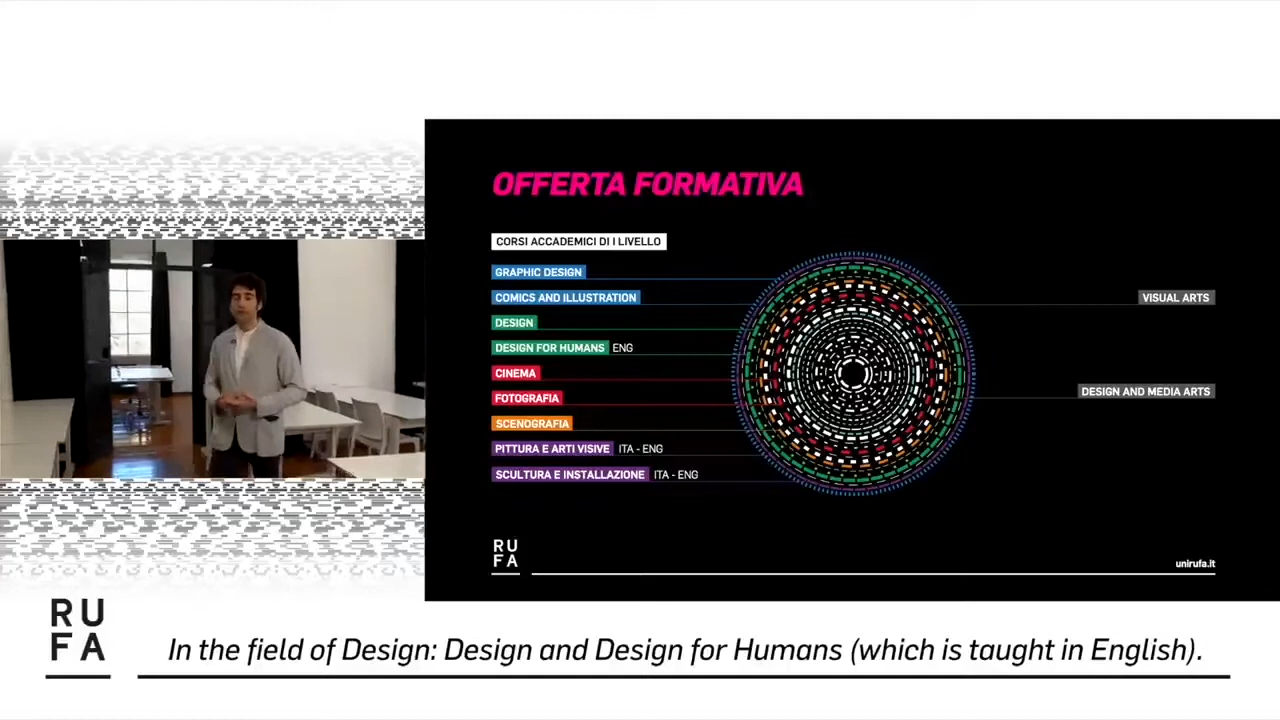 OFFERTA FORMATIVA
CORSI ACCADEMICI DI I LIVELLO
GRAPHIC DESIGN
COMICS AND ILLUSTRATION
DESIGN
DESIGN FOR HUMANS ENG
CINEMA
FOTOGRAFIA
SCENOGRAFIA
PITTURA E ARTI VISIVE ITA - ENG
SCULTURA E INSTALLAZIONE ITA - ENG
VISUAL ARTS
DESIGN AND MEDIA ARTS
RU
FA
unirufa.it
RU
FA
In the field of Design: Design and Design for Humans (which is taught in English).